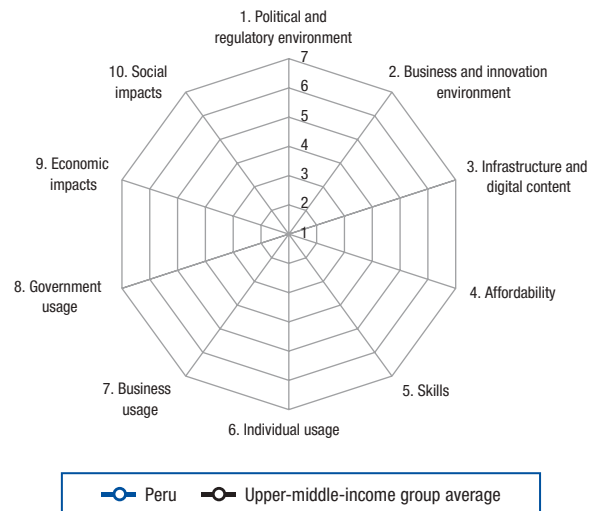 1. Political and
regulatory environment
2. Business and innovation
environment
3. Infrastructure and
digital content
4. Affordability
5. Skills
6. Individual usage
7. Business
usage
8. Government
usage
9. Economic
impacts
10. Social
impacts
7
6
5
4
3
2
1
Peru
Upper-middle-income group average